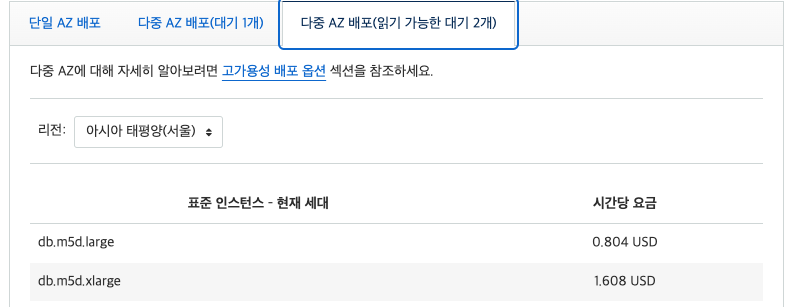 단일 AZ 배포 다중 AZ 배포(대기 1개) 다중 AZ 배포(읽기 가능한 대기 2개)
다중 AZ에 대해 자세히 알아보려면 고가용성 배포 옵션 섹션을 참조하세요.
리전: 아시아 태평양(서울)
표준 인스턴스 - 현재 세대 시간당 요금
db.m5d.large 0.804 USD
db.m5d.xlarge 1.608 USD